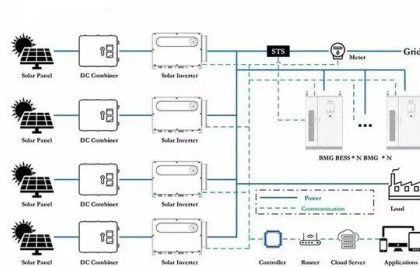 STS
Meter
Grid
Solar Panel
DC Combiner
Solar Inverter
Solar Panel
DC Combiner
Solar Inverter
BMG BESS * N BMG * N
Solar Panel
DC Combiner
Solar Inverter
Power
Communication
Load
Solar Panel
DC Combiner
Solar Inverter
Controller
Router
Cloud Server
Applications